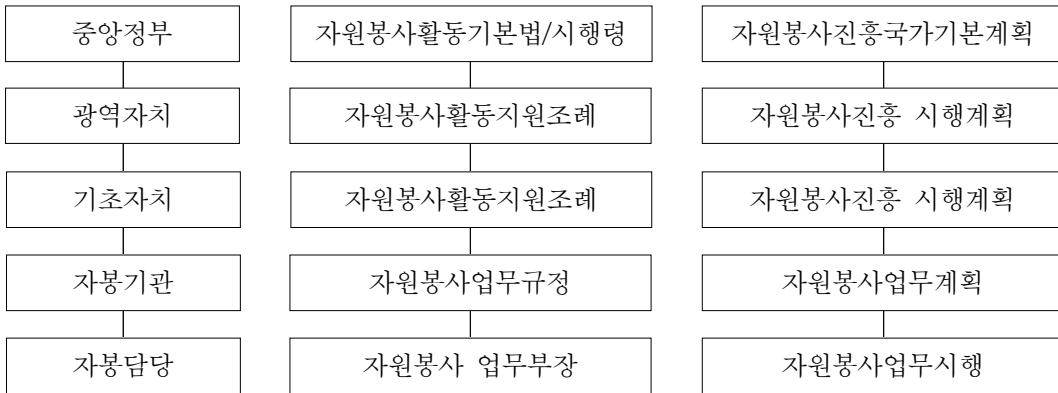 중앙정부 자원봉사활동기본법/시행령 자원봉사진흥국가기본계획
광역자치 자원봉사활동지원조례 자원봉사진흥 시행계획
기초자치 자원봉사활동지원조례 자원봉사진흥 시행계획
자봉기관 자원봉사업무규정 자원봉사업무계획
자봉담당 자원봉사 업무부장 자원봉사업무시행